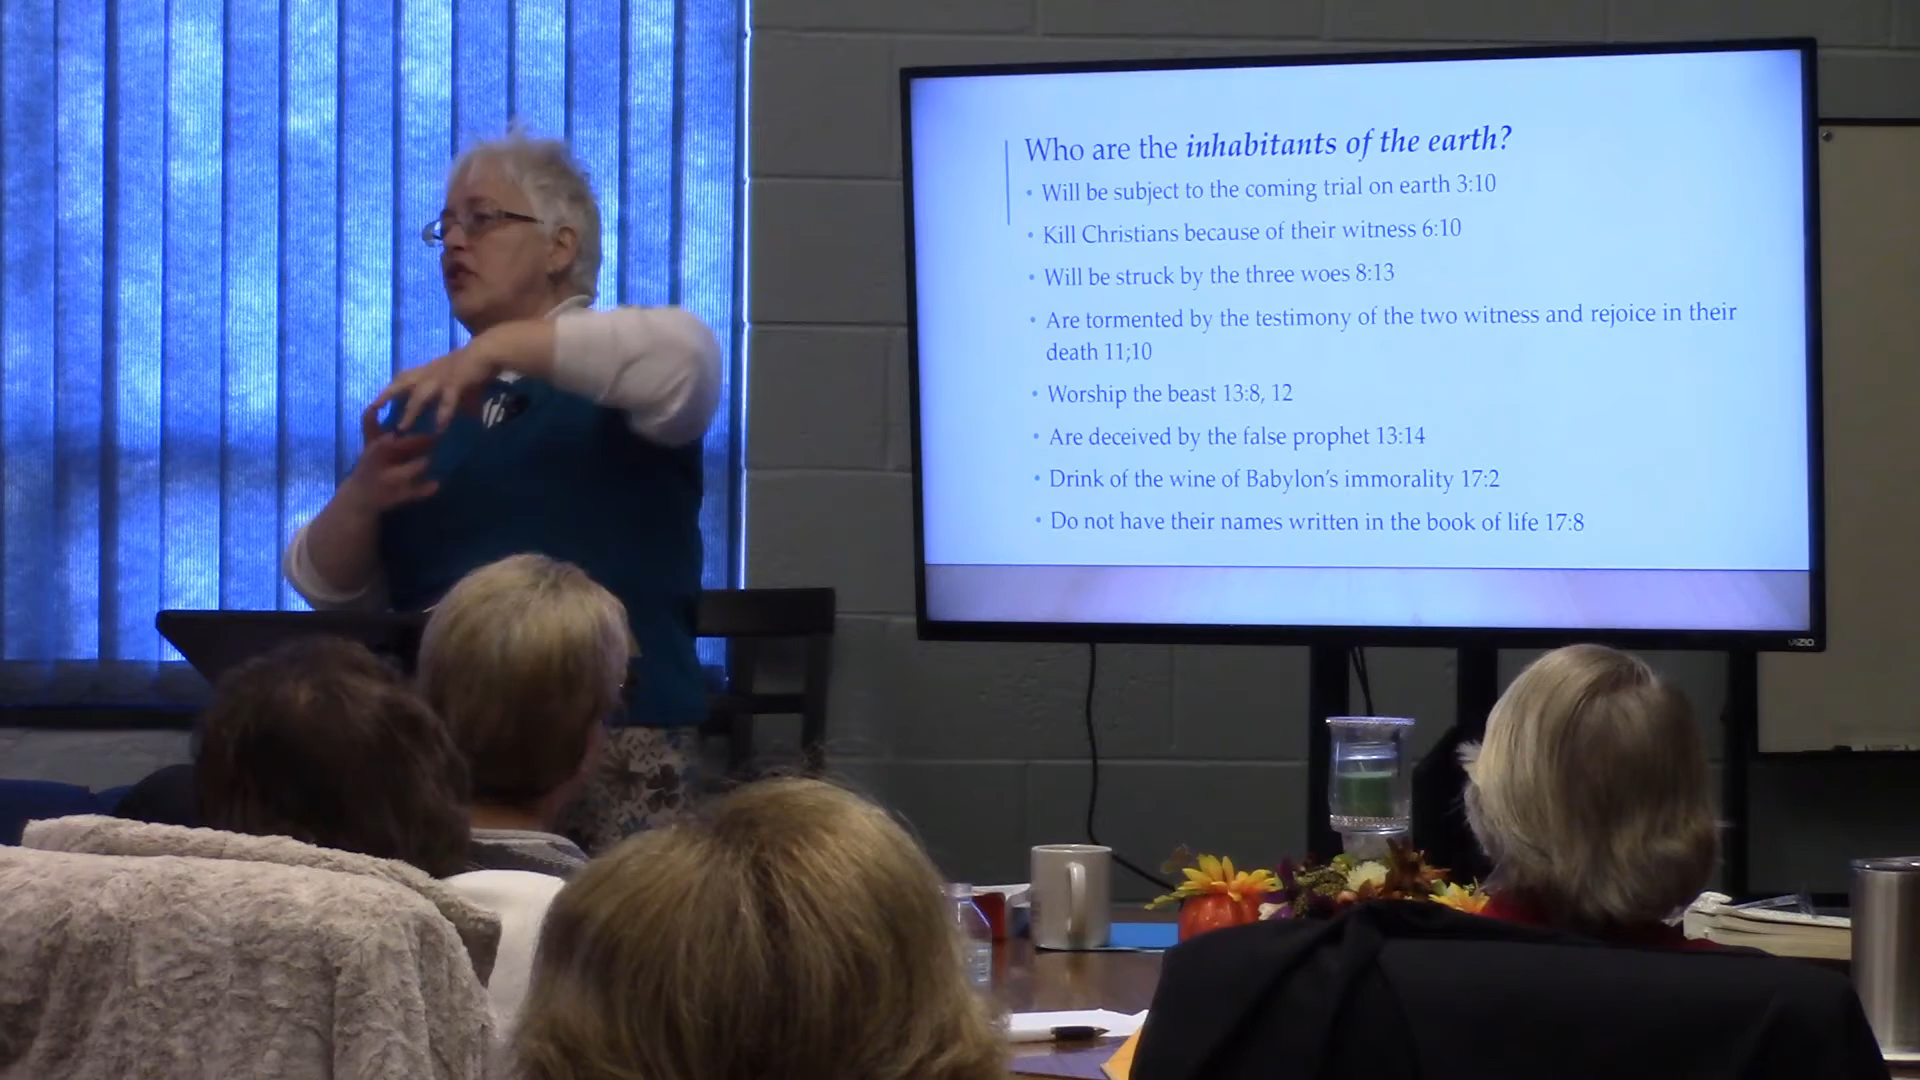 Who are the inhabitants of the earth?
• Will be subject to the coming trial on earth 3:10
• Kill Christians because of their witness 6:10
• Will be struck by the three woes 8:13
• Are tormented by the testimony of the two witness and rejoice in their
death 11;10
• Worship the beast 13:8, 12
• Are deceived by the false prophet 13:14
• Drink of the wine of Babylon's immorality 17:2
• Do not have their names written in the book of life 17:8
VIZIO